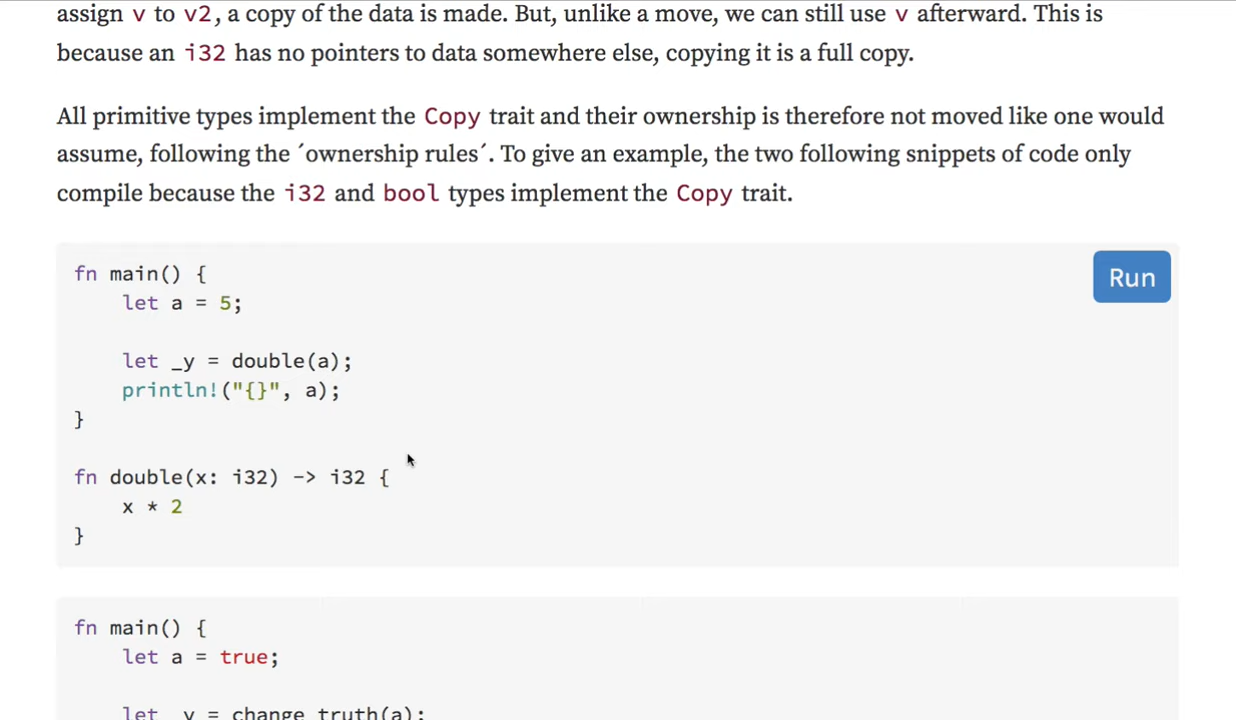 assign v to v2, a copy of the data is made. But, unlike a move, we can still use v afterward. This is
because an i32 has no pointers to data somewhere else, copying it is a full copy.
All primitive types implement the Copy trait and their ownership is therefore not moved like one would
assume, following the ´ownership rules´. To give an example, the two following snippets of code only
compile because the i32 and bool types implement the Copy trait.
Run
fn main() {
    let a = 5;
    let _y = double(a);
    println!("{}", a);
}
fn double(x: i32) -> i32 {
    x * 2
}
fn main() {
    let a = true;
    let _y = change_truth(a);